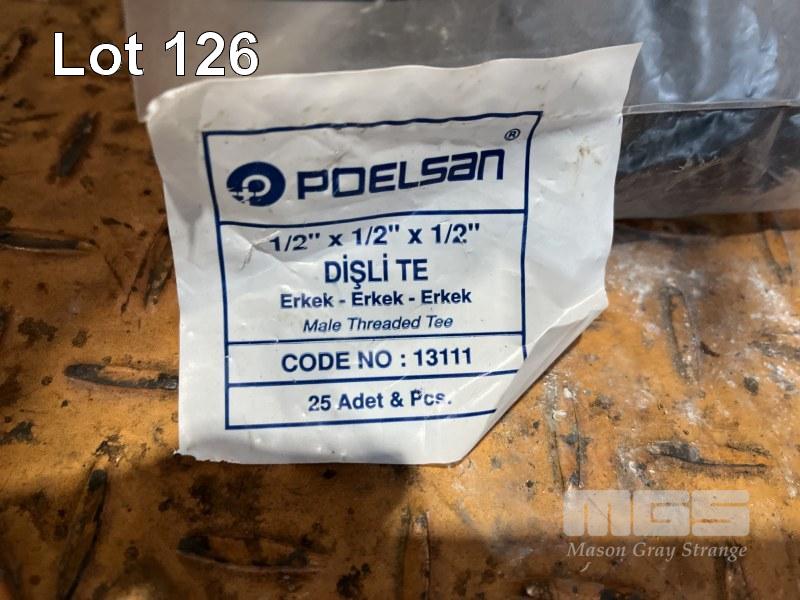 Lot 126
POELSAN®
1/2" x 1/2" x 1/2"
DİŞLİ TE
Erkek - Erkek - Erkek
Male Threaded Tee
CODE NO : 13111
25 Adet & Pcs.
MGS
Mason Gray Strange